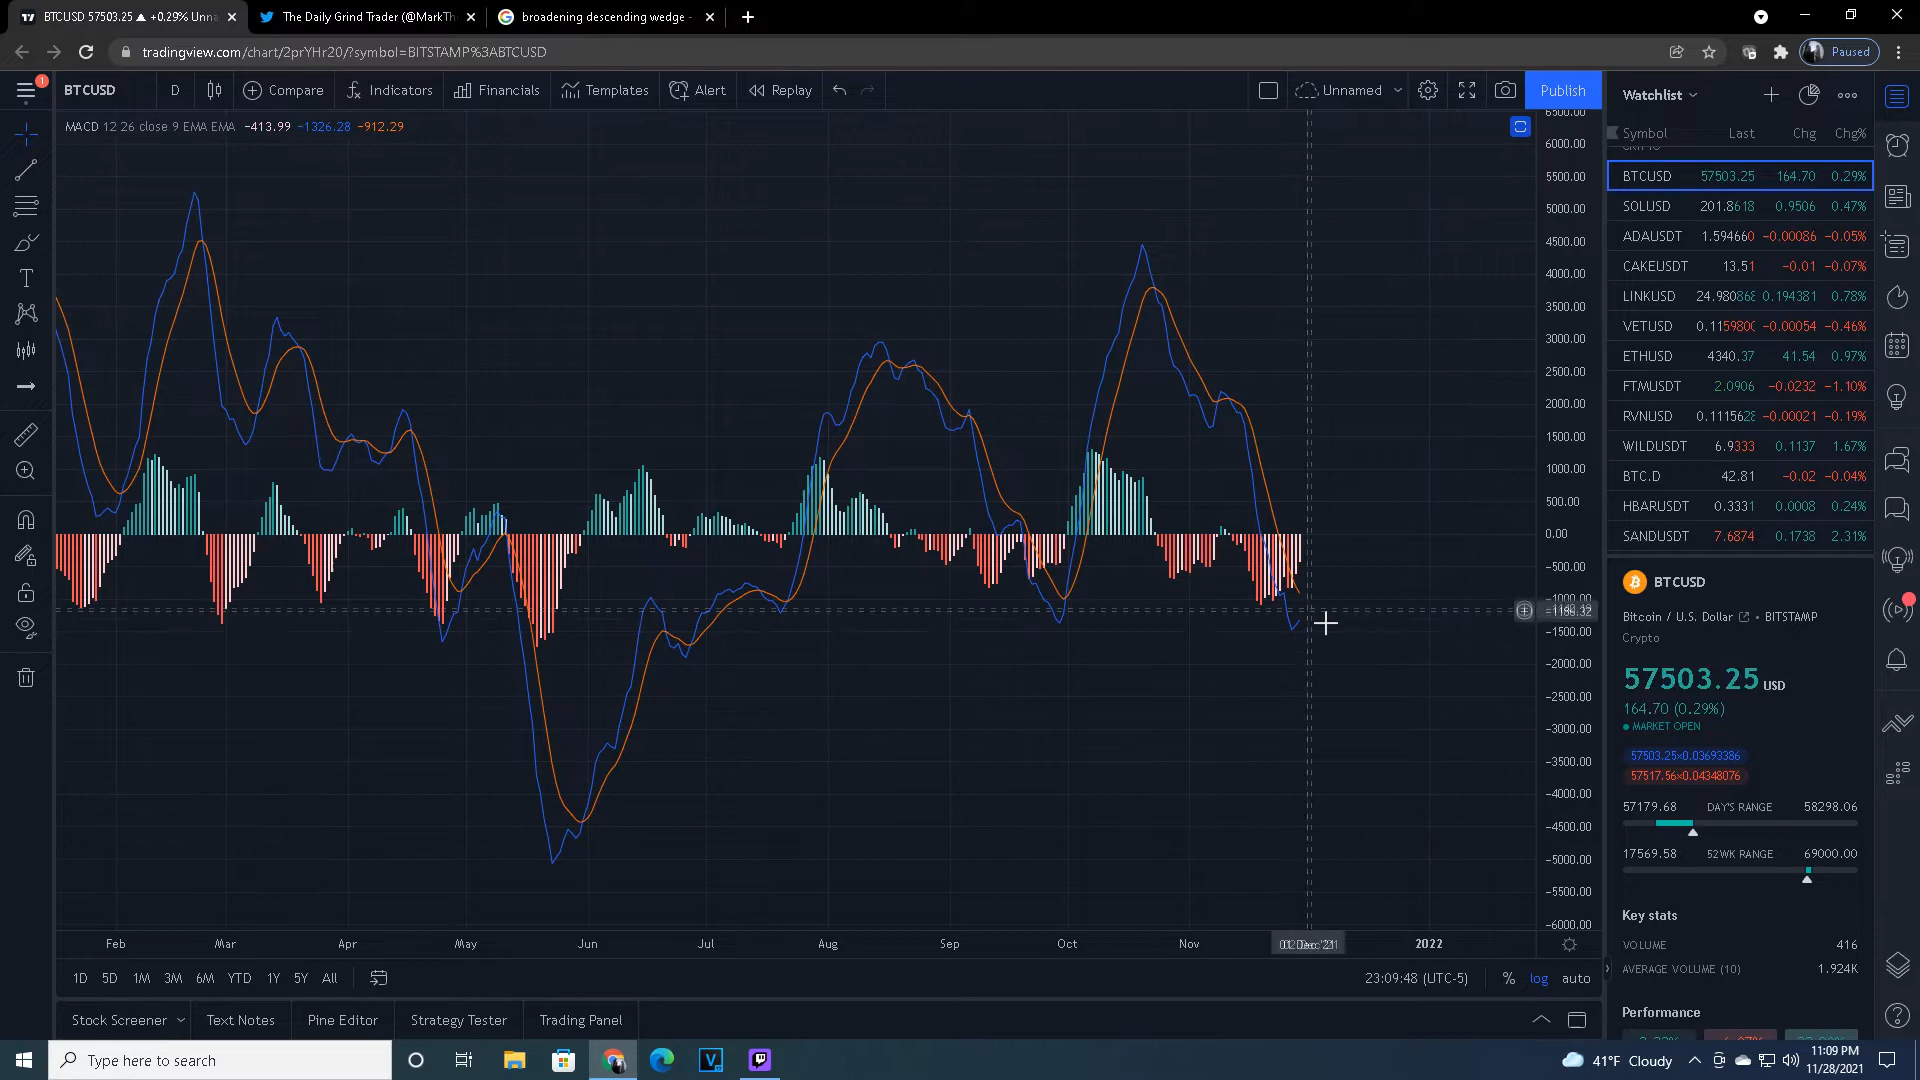 BTCUSD 57503.25 ▲ +0.29% Unna
The Daily Grind Trader (@MarkThe
broadening descending wedge -
tradingview.com/chart/2prYHr20/?symbol=BITSTAMP%3ABTCUSD
Paused
1
BTCUSD
D
Compare
Indicators
Financials
Templates
Alert
Replay
Unnamed
Publish
MACD 12 26 close 9 EMA EMA −413.99 −1326.28 −912.29
6500.00
6000.00
5500.00
5000.00
4500.00
4000.00
3500.00
3000.00
2500.00
2000.00
1500.00
1000.00
500.00
0.00
−500.00
−1000.00
−1500.00
−2000.00
−2500.00
−3000.00
−3500.00
−4000.00
−4500.00
−5000.00
−5500.00
−6000.00
Feb Mar Apr May Jun Jul Aug Sep Oct Nov 2022
1D 5D 1M 3M 6M YTD 1Y 5Y All
23:09:48 (UTC-5)
% log auto
Stock Screener
Text Notes
Pine Editor
Strategy Tester
Trading Panel
Watchlist
Symbol Last Chg Chg%
BTCUSD 57503.25 164.70 0.29%
SOLUSD 201.8618 0.9506 0.47%
ADAUSDT 1.594660 −0.00086 −0.05%
CAKEUSDT 13.51 −0.01 −0.07%
LINKUSD 24.980868 0.194381 0.78%
VETUSD 0.1159800 −0.00054 −0.46%
ETHUSD 4340.37 41.54 0.97%
FTMUSDT 2.0906 −0.0232 −1.10%
RVNUSD 0.1115628 −0.00021 −0.19%
WILDUSDT 6.9333 0.1137 1.67%
BTC.D 42.81 −0.02 −0.04%
HBARUSDT 0.3331 0.0008 0.24%
SANDUSDT 7.6874 0.1738 2.31%
BTCUSD
Bitcoin / U.S. Dollar • BITSTAMP
Crypto
57503.25 USD
164.70 (0.29%)
MARKET OPEN
57503.25×0.03693386
57517.56×0.04348076
57179.68 DAY'S RANGE 58298.06
17569.58 52WK RANGE 69000.00
Key stats
VOLUME 416
AVERAGE VOLUME (10) 1.924K
Performance
Type here to search
41°F Cloudy
11:09 PM
11/28/2021